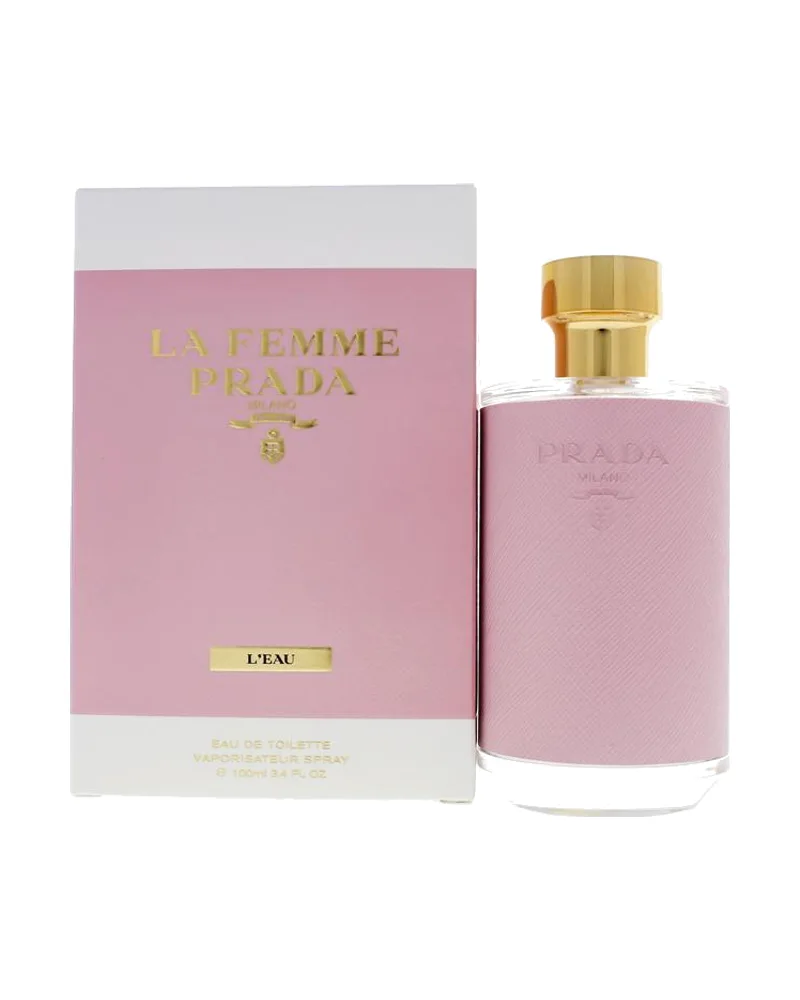 LA FEMME
PRADA
MILANO
L'EAU
EAU DE TOILETTE
VAPORISATEUR SPRAY
℮ 100ml 3.4 FL OZ
PRADA
MILANO